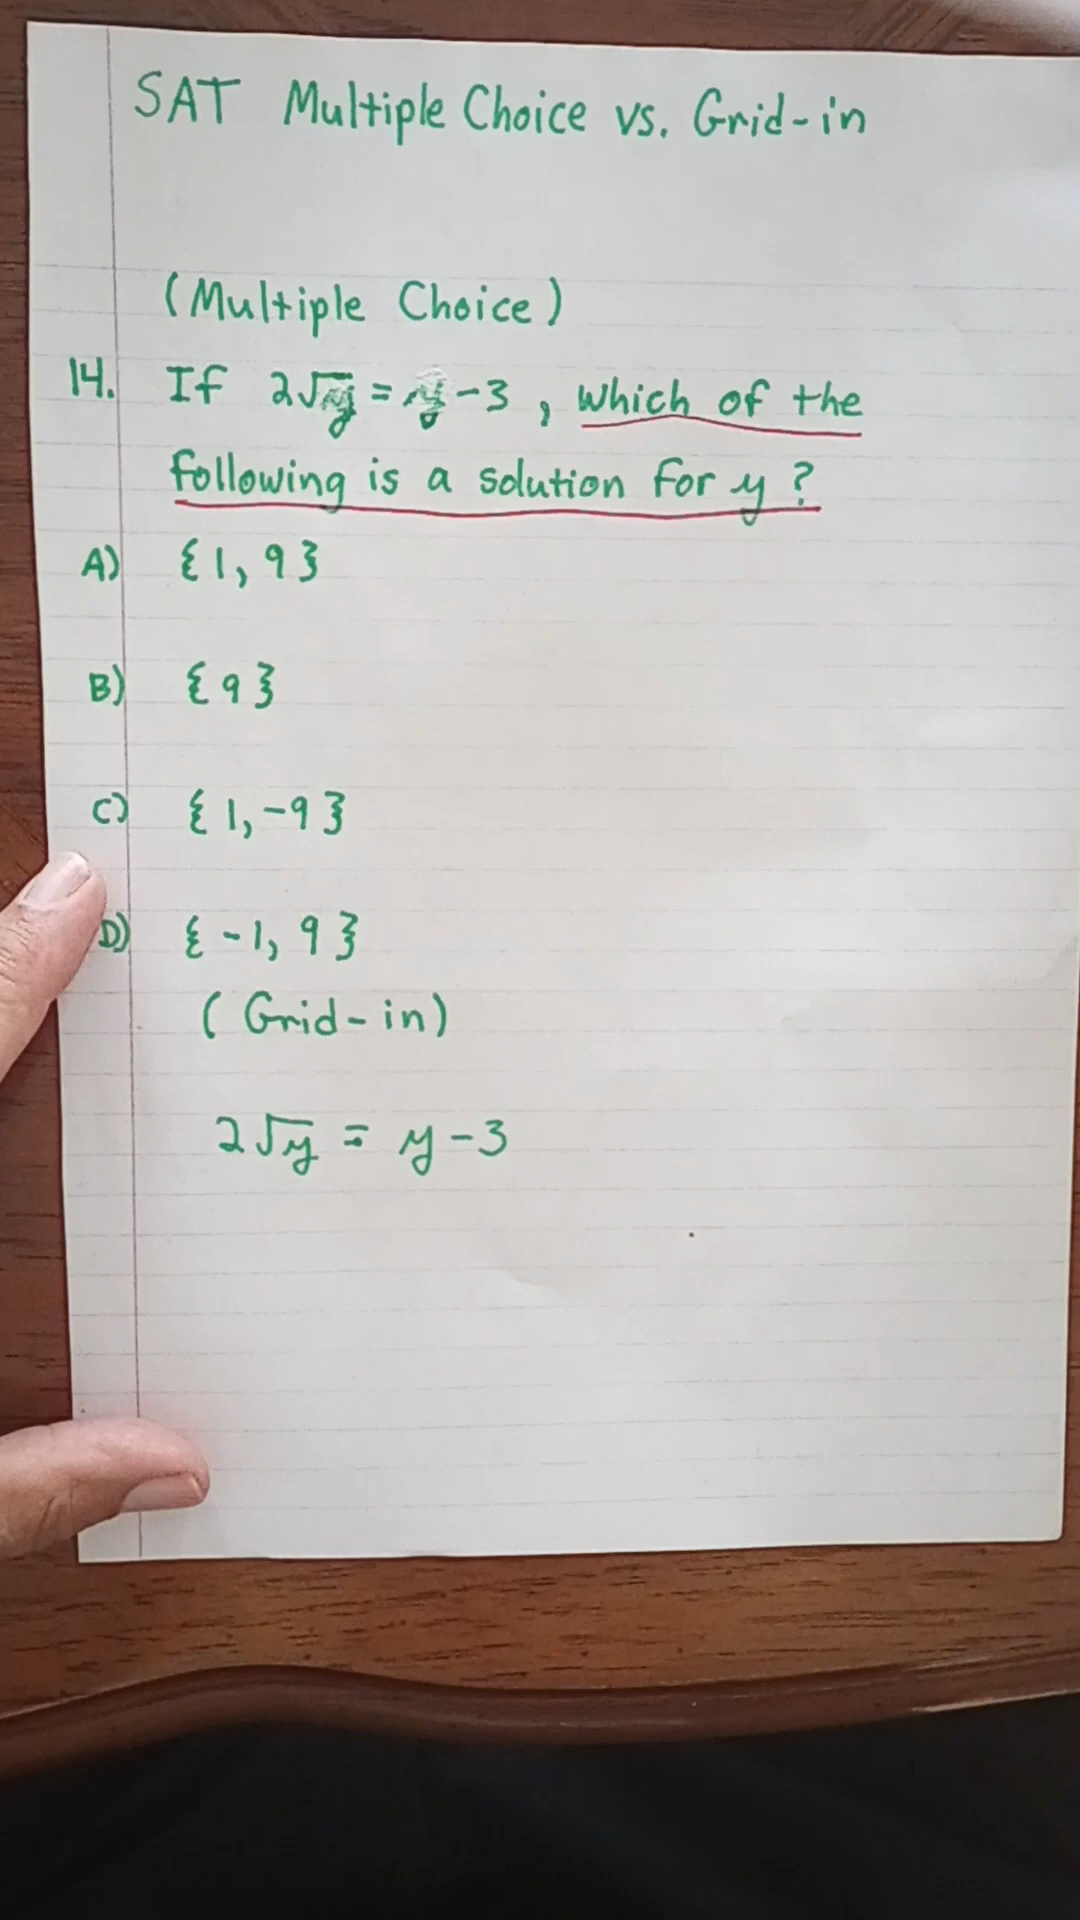 SAT Multiple Choice vs. Grid-in
(Multiple Choice)
14. If 2√y = y - 3 , which of the
following is a solution for y ?
A) {1, 9}
B) {9}
C) {1, -9}
D) {-1, 9}
(Grid-in)
2√y = y - 3